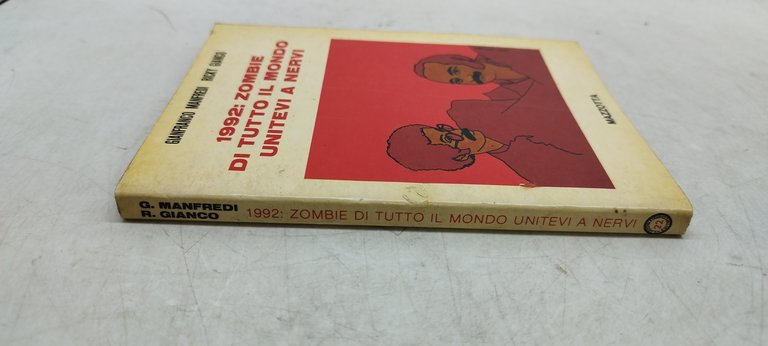 GIANFRANCO MANFREDI RICKY GIANCO
1992: ZOMBIE
DI TUTTO IL MONDO
UNITEVI A NERVI
MAZZOTTA
G. MANFREDI
R. GIANCO
1992: ZOMBIE DI TUTTO IL MONDO UNITEVI A NERVI
22